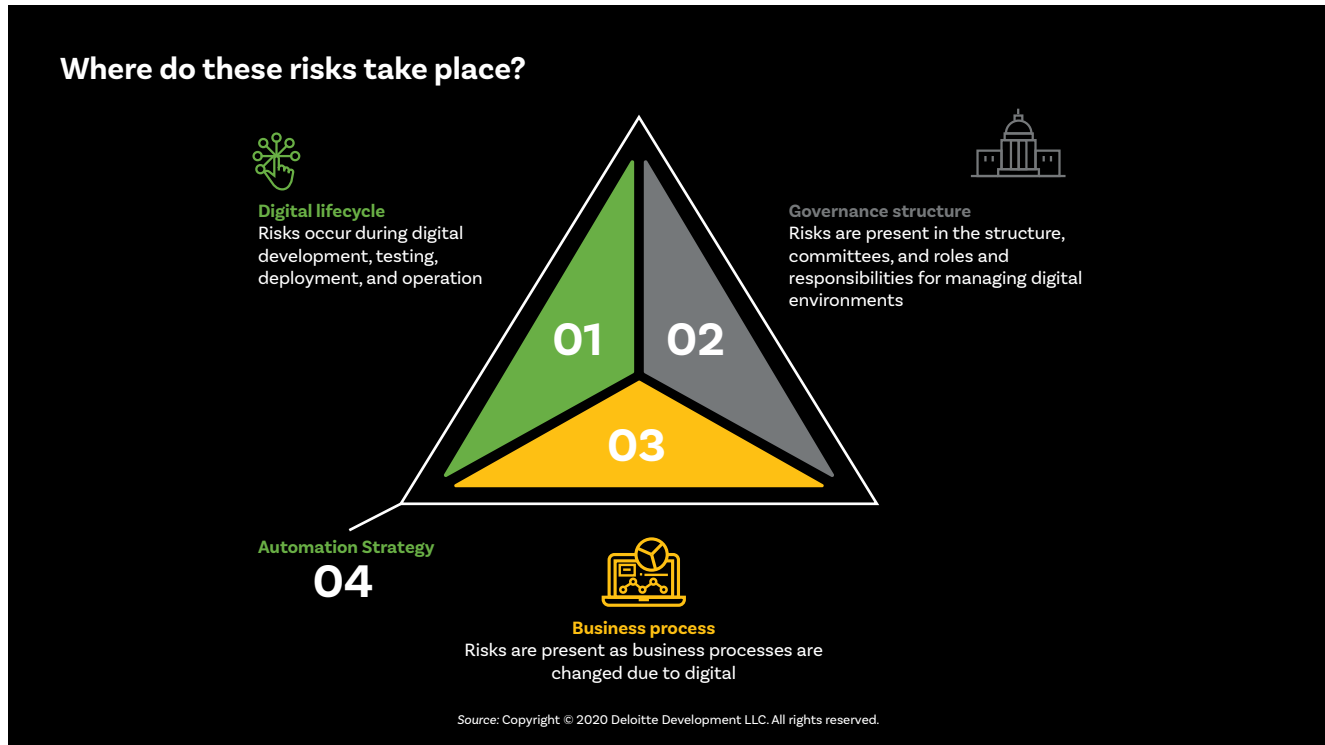 Where do these risks take place?
Digital lifecycle
Risks occur during digital
development, testing,
deployment, and operation
Governance structure
Risks are present in the structure,
committees, and roles and
responsibilities for managing digital
environments
01
02
03
Automation Strategy
04
Business process
Risks are present as business processes are
changed due to digital
Source: Copyright © 2020 Deloitte Development LLC. All rights reserved.